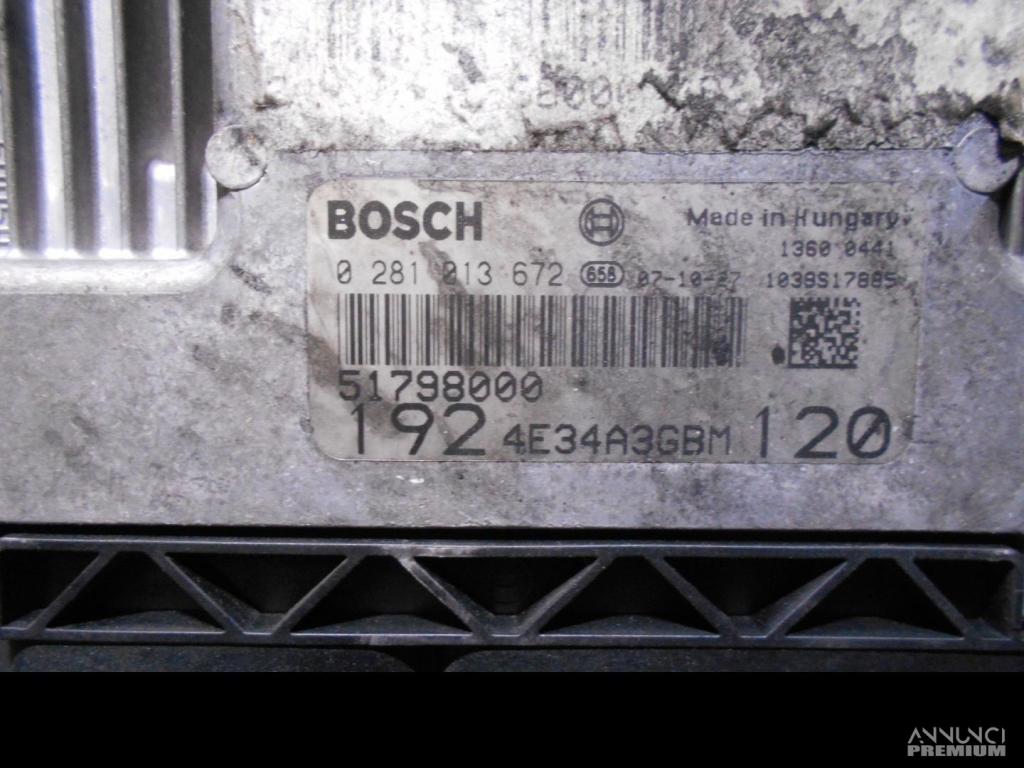 BOSCH
Made in Hungary
1360 0441
0 281 013 672 658 07-10-27 1039S17885
51798000
192 4E34A3GBM 120
ANNUNCI
PREMIUM